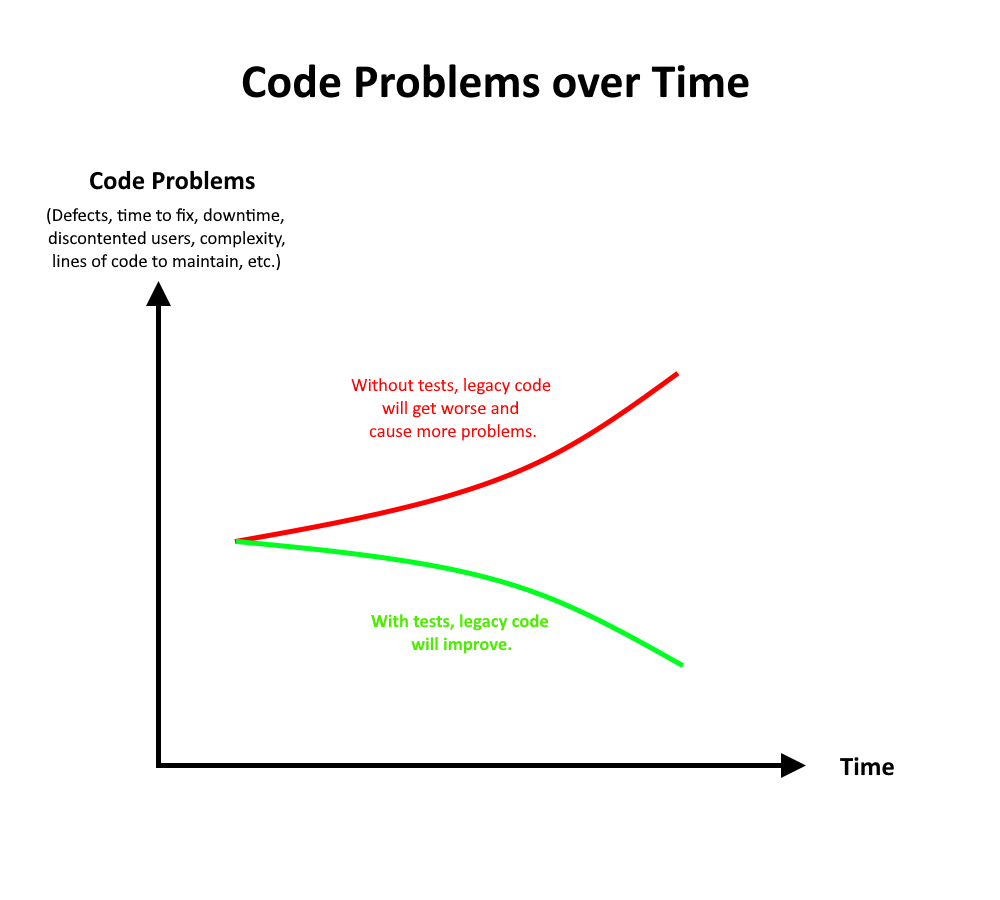 Code Problems over Time
Code Problems
(Defects, time to fix, downtime,
discontented users, complexity,
lines of code to maintain, etc.)
Without tests, legacy code
will get worse and
cause more problems.
With tests, legacy code
will improve.
Time